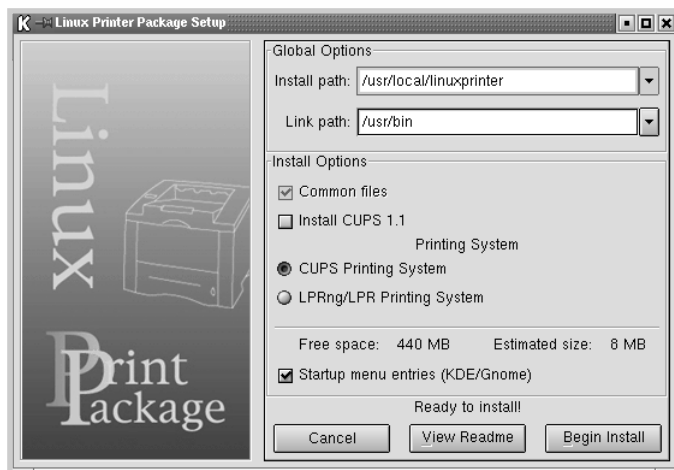 Linux Printer Package Setup
Linux
Print
Package
Global Options
Install path: /usr/local/linuxprinter
Link path: /usr/bin
Install Options
Common files
Install CUPS 1.1
Printing System
CUPS Printing System
LPRng/LPR Printing System
Free space: 440 MB Estimated size: 8 MB
Startup menu entries (KDE/Gnome)
Ready to install!
Cancel View Readme Begin Install